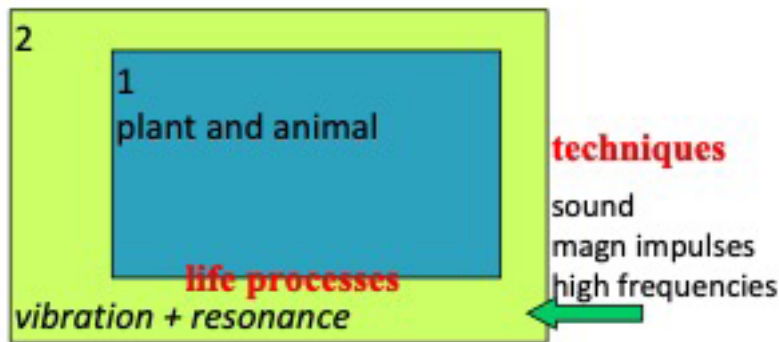 2
1
plant and animal
techniques
sound
magn impulses
high frequencies
life processes
vibration + resonance